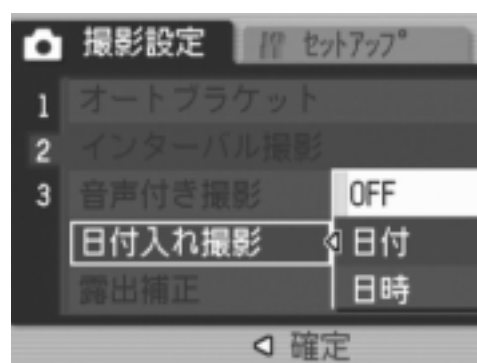 撮影設定 セットアップ
1 オートブラケット
2 インターバル撮影
3 音声付き撮影 OFF
日付入れ撮影 日付
露出補正 日時
確定